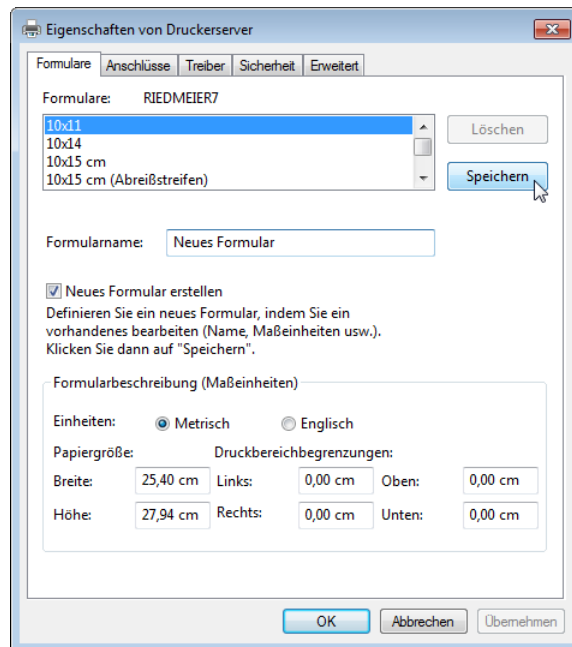 Eigenschaften von Druckerserver
Formulare Anschlüsse Treiber Sicherheit Erweitert
Formulare: RIEDMEIER7
10x11
10x14
10x15 cm
10x15 cm (Abreißstreifen)
Löschen
Speichern
Formularname: Neues Formular
Neues Formular erstellen
Definieren Sie ein neues Formular, indem Sie ein
vorhandenes bearbeiten (Name, Maßeinheiten usw.).
Klicken Sie dann auf "Speichern".
Formularbeschreibung (Maßeinheiten)
Einheiten: Metrisch Englisch
Papiergröße: Druckbereichbegrenzungen:
Breite: 25,40 cm Links: 0,00 cm Oben: 0,00 cm
Höhe: 27,94 cm Rechts: 0,00 cm Unten: 0,00 cm
OK Abbrechen Übernehmen